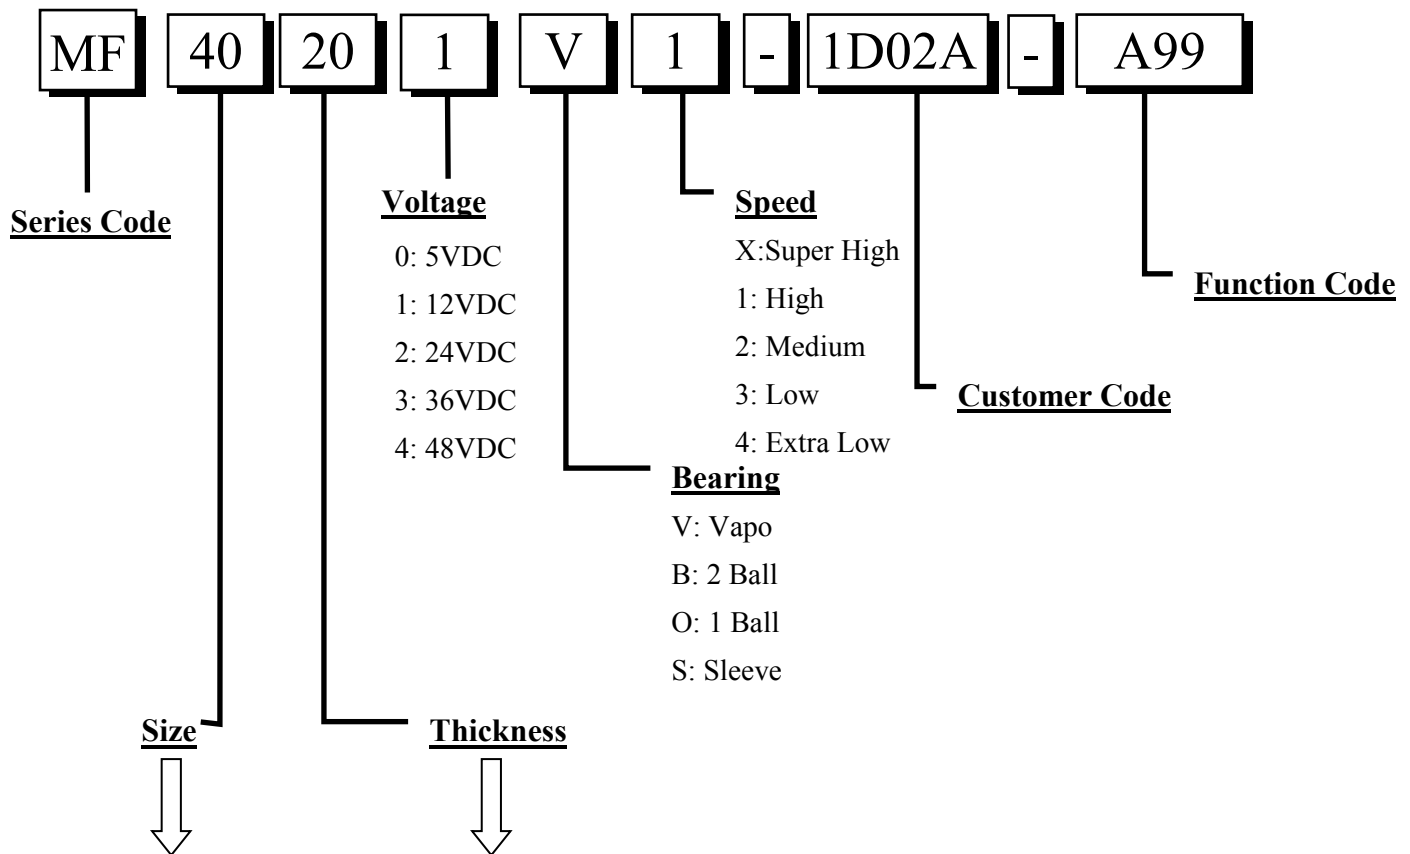 MF 40 20 1 V 1 - 1D02A - A99
Series Code
Voltage
0: 5VDC
1: 12VDC
2: 24VDC
3: 36VDC
4: 48VDC
Speed
X:Super High
1: High
2: Medium
3: Low
4: Extra Low
Function Code
Customer Code
Bearing
V: Vapo
B: 2 Ball
O: 1 Ball
S: Sleeve
Size
Thickness